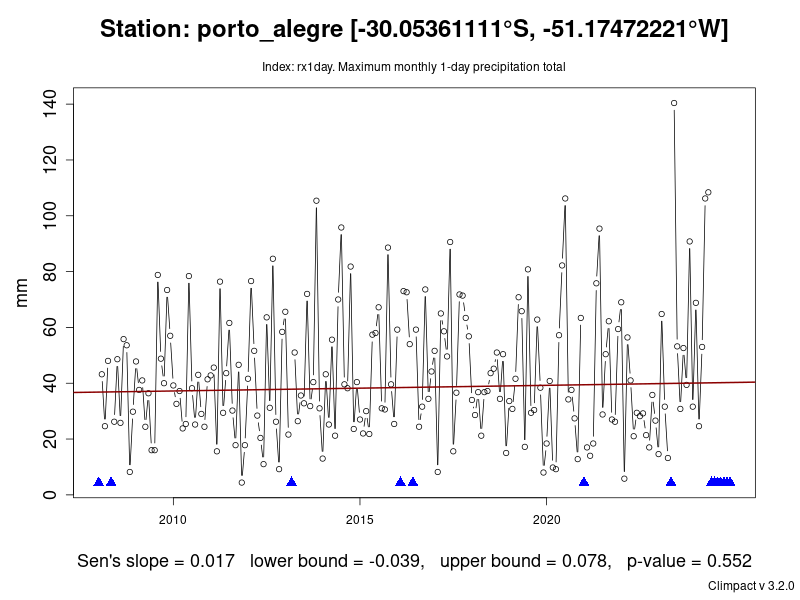 Station: porto_alegre [-30.05361111°S, -51.17472221°W]
Index: rx1day. Maximum monthly 1-day precipitation total
mm
140
120
100
80
60
40
20
0
2010 2015 2020
Sen's slope = 0.017 lower bound = -0.039, upper bound = 0.078, p-value = 0.552
Climpact v 3.2.0